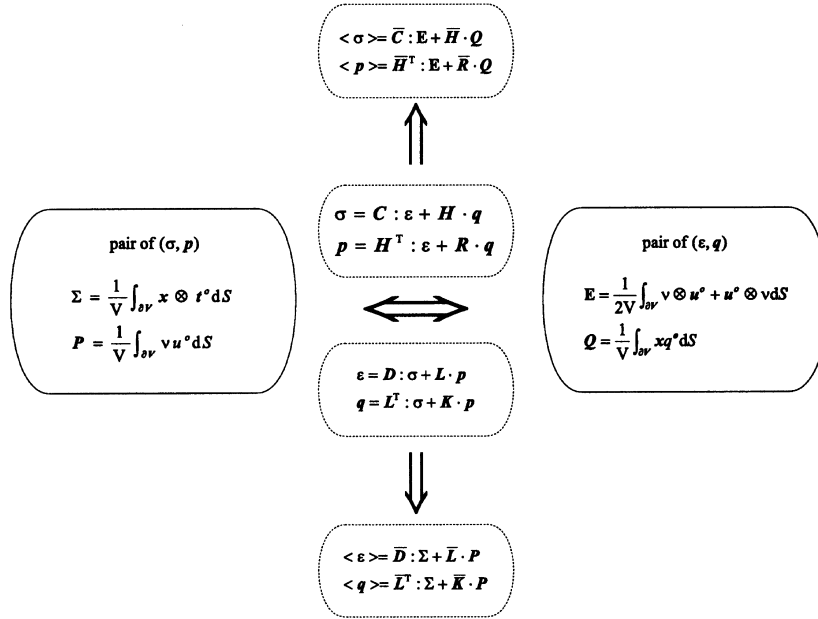 < σ >= C̅ : E + H̅ · Q
< p >= H̅ᵀ : E + R̅ · Q
σ = C : ε + H · q
p = Hᵀ : ε + R · q
pair of (σ, p)
Σ = 1/V ∫∂V x ⊗ t° dS
P = 1/V ∫∂V ν u° dS
pair of (ε, q)
E = 1/2V ∫∂V ν ⊗ u° + u° ⊗ ν dS
Q = 1/V ∫∂V x q° dS
ε = D : σ + L · p
q = Lᵀ : σ + K · p
< ε >= D̅ : Σ + L̅ · P
< q >= L̅ᵀ : Σ + K̅ · P